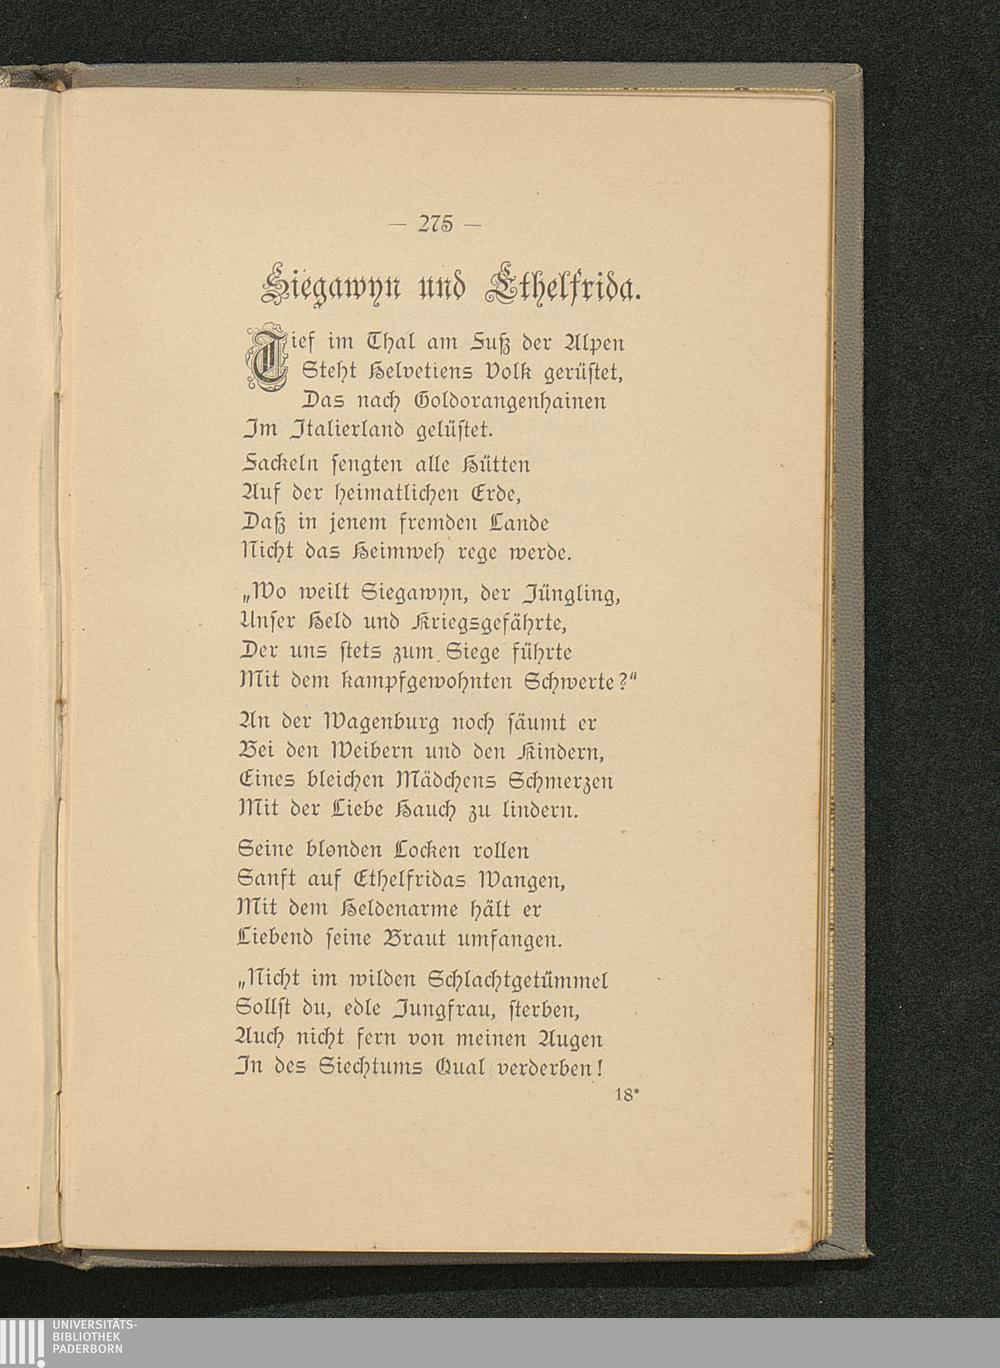 — 275 —
Siegawyn und Ethelfrida.
Tief im Thal am Fuß der Alpen
Steht Helvetiens Volk gerüstet,
Das nach Goldorangenhainen
Im Italierland gelüstet.
Fackeln sengten alle Hütten
Auf der heimatlichen Erde,
Daß in jenem fremden Lande
Nicht das Heimweh rege werde.
„Wo weilt Siegawyn, der Jüngling,
Unser Held und Kriegsgefährte,
Der uns stets zum Siege führte
Mit dem kampfgewohnten Schwerte?“
An der Wagenburg noch säumt er
Bei den Weibern und den Kindern,
Eines bleichen Mädchens Schmerzen
Mit der Liebe Hauch zu lindern.
Seine blonden Locken rollen
Sanft auf Ethelfridas Wangen,
Mit dem Heldenarme hält er
Liebend seine Braut umfangen.
„Nicht im wilden Schlachtgetümmel
Sollst du, edle Jungfrau, sterben,
Auch nicht fern von meinen Augen
In des Siechtums Qual verderben!
18*
UNIVERSITÄTS-
BIBLIOTHEK
PADERBORN